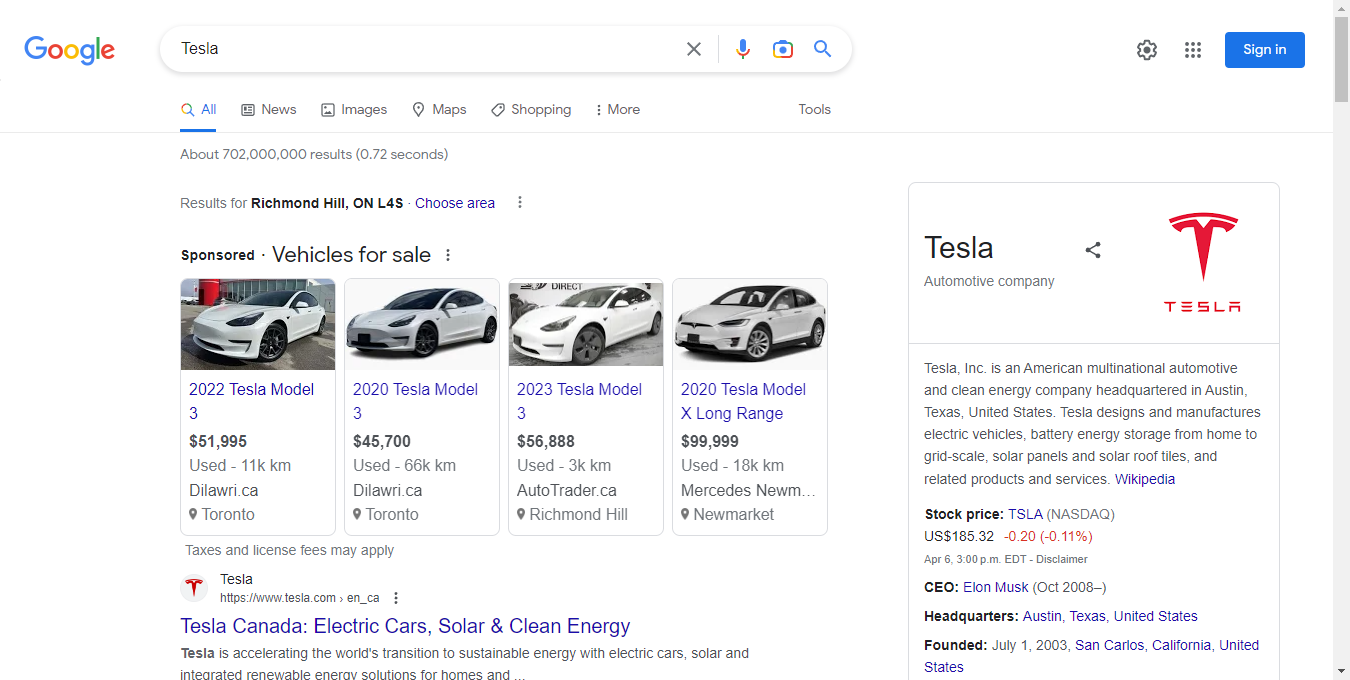 Google
Tesla
Sign in
All
News
Images
Maps
Shopping
More
Tools
About 702,000,000 results (0.72 seconds)
Results for Richmond Hill, ON L4S · Choose area
Sponsored · Vehicles for sale
DIRECT
2022 Tesla Model
3
$51,995
Used - 11k km
Dilawri.ca
Toronto
2020 Tesla Model
3
$45,700
Used - 66k km
Dilawri.ca
Toronto
2023 Tesla Model
3
$56,888
Used - 3k km
AutoTrader.ca
Richmond Hill
2020 Tesla Model
X Long Range
$99,999
Used - 18k km
Mercedes Newm...
Newmarket
Taxes and license fees may apply
Tesla
https://www.tesla.com › en_ca
Tesla Canada: Electric Cars, Solar & Clean Energy
Tesla is accelerating the world's transition to sustainable energy with electric cars, solar and
integrated renewable energy solutions for homes and ...
Tesla
Automotive company
TESLA
Tesla, Inc. is an American multinational automotive
and clean energy company headquartered in Austin,
Texas, United States. Tesla designs and manufactures
electric vehicles, battery energy storage from home to
grid-scale, solar panels and solar roof tiles, and
related products and services. Wikipedia
Stock price: TSLA (NASDAQ)
US$185.32 -0.20 (-0.11%)
Apr 6, 3:00 p.m. EDT - Disclaimer
CEO: Elon Musk (Oct 2008–)
Headquarters: Austin, Texas, United States
Founded: July 1, 2003, San Carlos, California, United
States